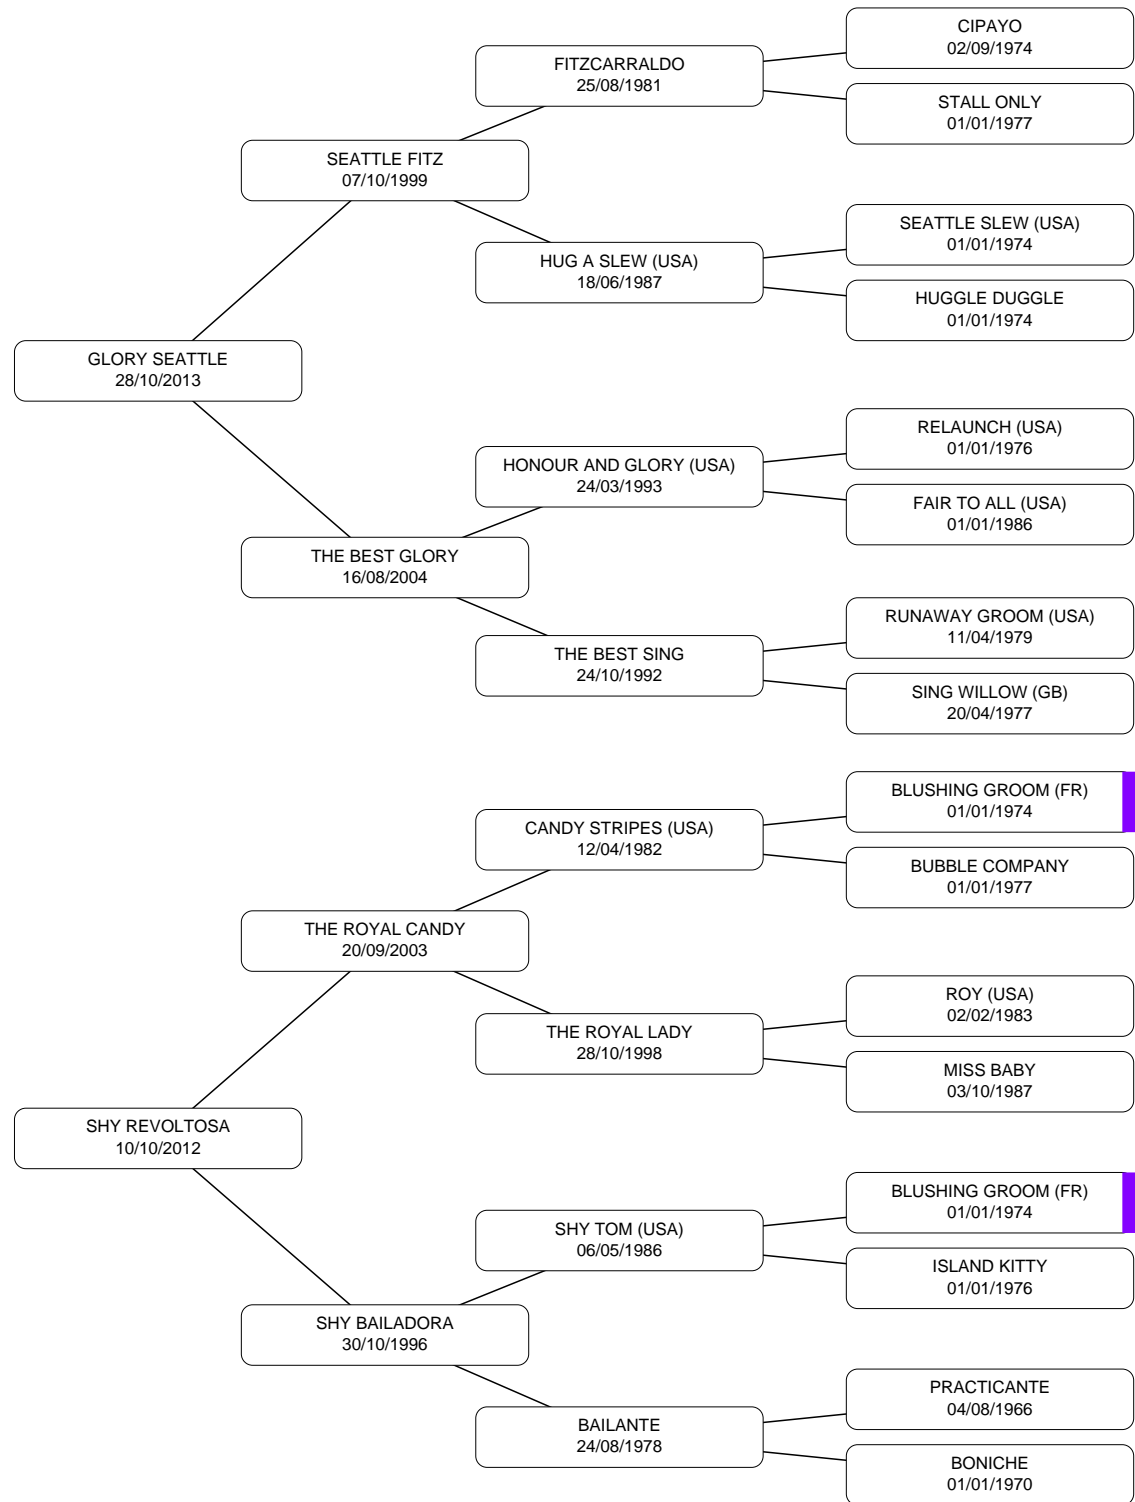 CIPAYO
02/09/1974
FITZCARRALDO
25/08/1981
STALL ONLY
01/01/1977
SEATTLE FITZ
07/10/1999
SEATTLE SLEW (USA)
01/01/1974
HUG A SLEW (USA)
18/06/1987
HUGGLE DUGGLE
01/01/1974
GLORY SEATTLE
28/10/2013
RELAUNCH (USA)
01/01/1976
HONOUR AND GLORY (USA)
24/03/1993
FAIR TO ALL (USA)
01/01/1986
THE BEST GLORY
16/08/2004
RUNAWAY GROOM (USA)
11/04/1979
THE BEST SING
24/10/1992
SING WILLOW (GB)
20/04/1977
BLUSHING GROOM (FR)
01/01/1974
CANDY STRIPES (USA)
12/04/1982
BUBBLE COMPANY
01/01/1977
THE ROYAL CANDY
20/09/2003
ROY (USA)
02/02/1983
THE ROYAL LADY
28/10/1998
MISS BABY
03/10/1987
SHY REVOLTOSA
10/10/2012
BLUSHING GROOM (FR)
01/01/1974
SHY TOM (USA)
06/05/1986
ISLAND KITTY
01/01/1976
SHY BAILADORA
30/10/1996
PRACTICANTE
04/08/1966
BAILANTE
24/08/1978
BONICHE
01/01/1970